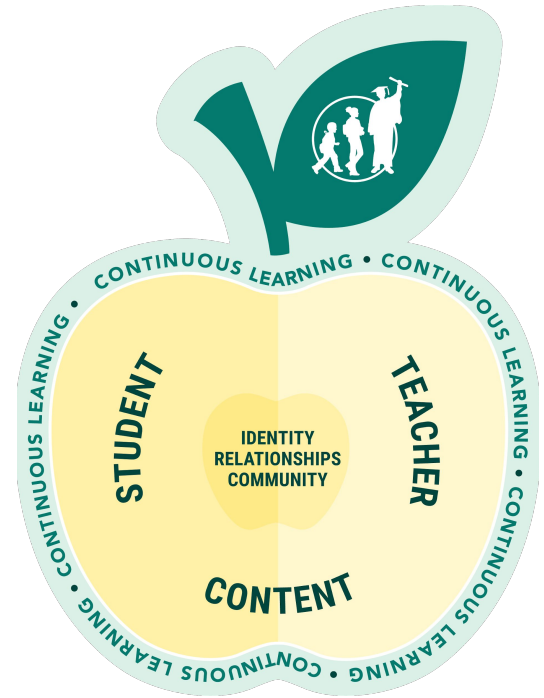 CONTINUOUS LEARNING • CONTINUOUS LEARNING • CONTINUOUS LEARNING • CONTINUOUS LEARNING • CONTINUOUS LEARNING •
STUDENT
TEACHER
IDENTITY
RELATIONSHIPS
COMMUNITY
CONTENT